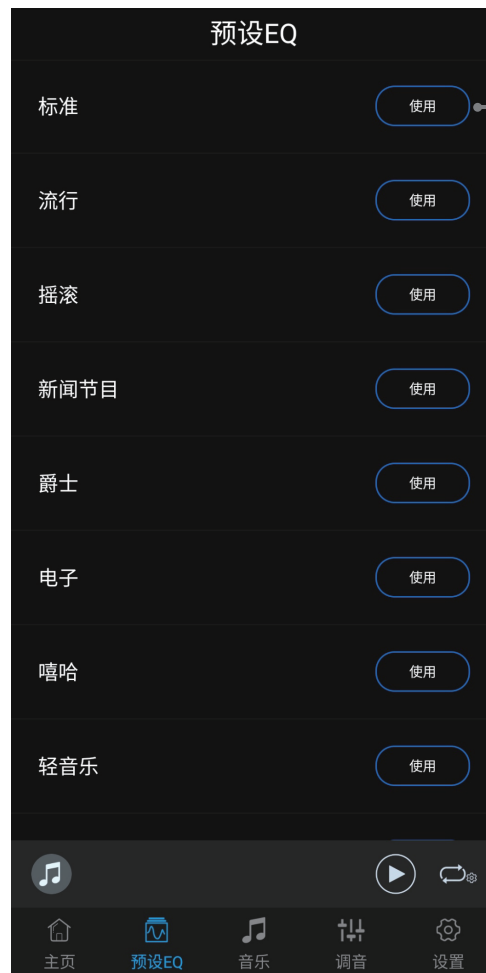 预设EQ
标准 使用
流行 使用
摇滚 使用
新闻节目 使用
爵士 使用
电子 使用
嘻哈 使用
轻音乐 使用
主页 预设EQ 音乐 调音 设置